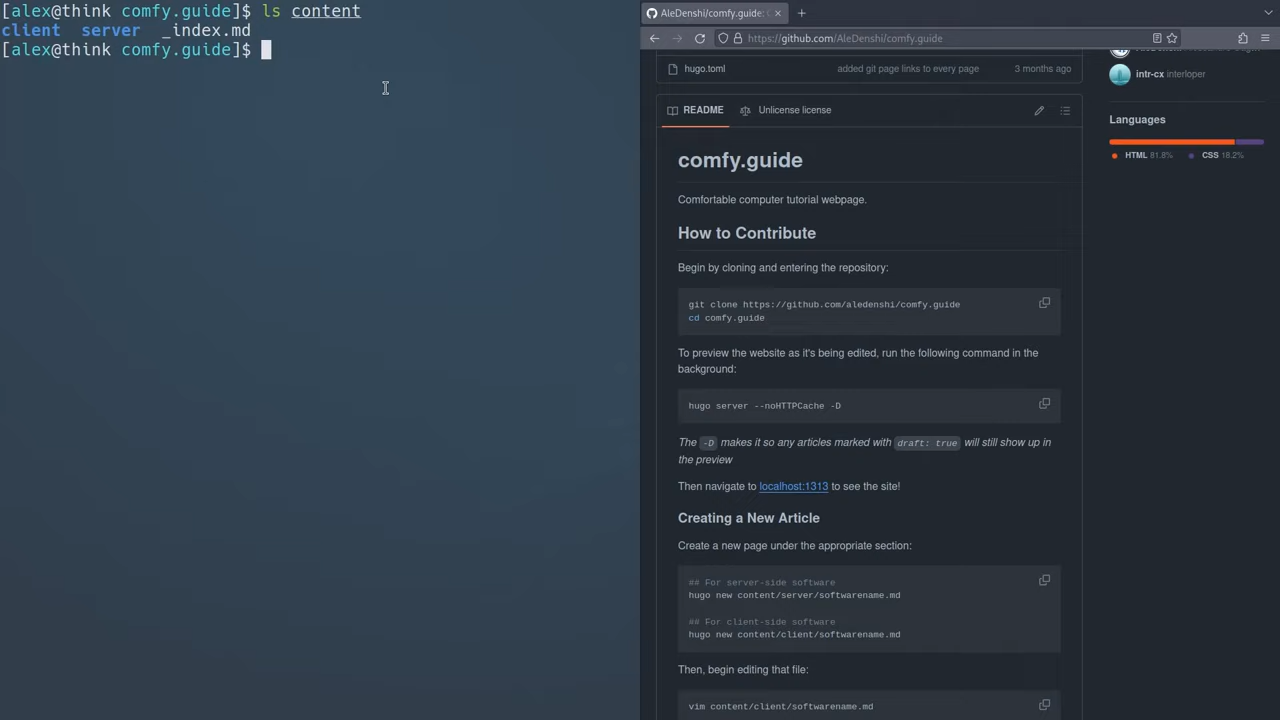 [alex@think comfy.guide]$ ls content
client server _index.md
[alex@think comfy.guide]$
AleDenshi/comfy.guide:
https://github.com/AleDenshi/comfy.guide
hugo.toml added git page links to every page 3 months ago
intr-cx interloper
README Unlicense license
Languages
HTML 81.8% CSS 18.2%
comfy.guide
Comfortable computer tutorial webpage.
How to Contribute
Begin by cloning and entering the repository:
git clone https://github.com/aledenshi/comfy.guide
cd comfy.guide
To preview the website as it's being edited, run the following command in the
background:
hugo server --noHTTPCache -D
The -D makes it so any articles marked with draft: true will still show up in
the preview
Then navigate to localhost:1313 to see the site!
Creating a New Article
Create a new page under the appropriate section:
## For server-side software
hugo new content/server/softwarename.md
## For client-side software
hugo new content/client/softwarename.md
Then, begin editing that file:
vim content/client/softwarename.md